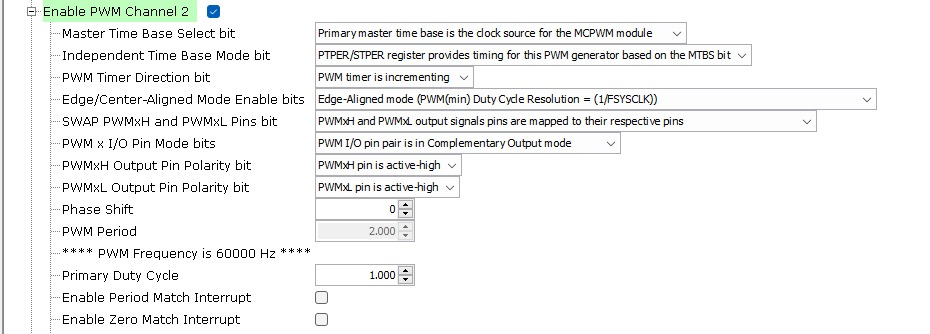 Enable PWM Channel 2
Master Time Base Select bit Primary master time base is the clock source for the MCPWM module
Independent Time Base Mode bit PTPER/STPER register provides timing for this PWM generator based on the MTBS bit
PWM Timer Direction bit PWM timer is incrementing
Edge/Center-Aligned Mode Enable bits Edge-Aligned mode (PWM(min) Duty Cycle Resolution = (1/FSYSCLK))
SWAP PWMxH and PWMxL Pins bit PWMxH and PWMxL output signals pins are mapped to their respective pins
PWM x I/O Pin Mode bits PWM I/O pin pair is in Complementary Output mode
PWMxH Output Pin Polarity bit PWMxH pin is active-high
PWMxL Output Pin Polarity bit PWMxL pin is active-high
Phase Shift 0
PWM Period 2.000
**** PWM Frequency is 60000 Hz ****
Primary Duty Cycle 1.000
Enable Period Match Interrupt
Enable Zero Match Interrupt